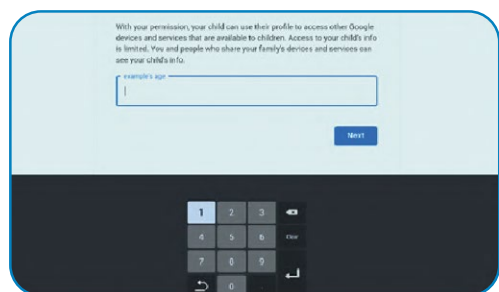 With your permission, your child can use their profile to access other Google
devices and services that are available to children. Access to your child's info
is limited. You and people who share your family's devices and services can
see your child's info.
example's age
Next
1 2 3
4 5 6 Clear
7 8 9
0